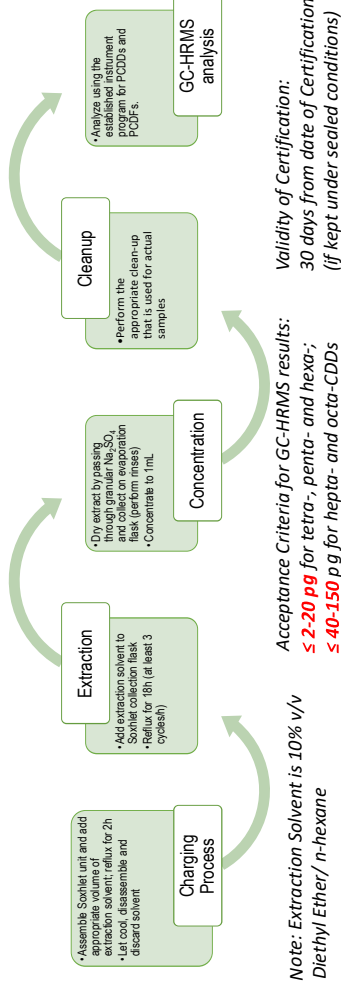 • Assemble Soxhlet unit and add
appropriate volume of
extraction solvent; reflux for 2h
• Let cool, disassemble and
discard solvent
Charging
Process
Extraction
• Add extraction solvent to
Soxhlet collection flask
• Reflux for 18h (at least 3
cycles/h)
• Dry extract by passing
through granular Na₂SO₄
and collect on evaporation
flask (perform rinses)
• Concentrate to 1mL
Concentration
Cleanup
• Perform the
appropriate clean-up
that is used for actual
samples
• Analyze using the
established instrument
program for PCDDs and
PCDFs.
GC-HRMS
analysis
Note: Extraction Solvent is 10% v/v
Diethyl Ether/ n-hexane
Acceptance Criteria for GC-HRMS results:
≤ 2-20 pg for tetra-, penta- and hexa-;
≤ 40-150 pg for hepta- and octa-CDDs
Validity of Certification:
30 days from date of Certification
(if kept under sealed conditions)